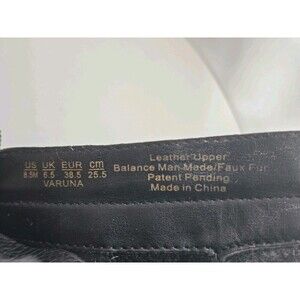 US UK EUR cm
8.5M 6.5 38.5 25.5
VARUNA
Leather Upper
Balance Man Made/Faux Fur
Patent Pending
Made in China